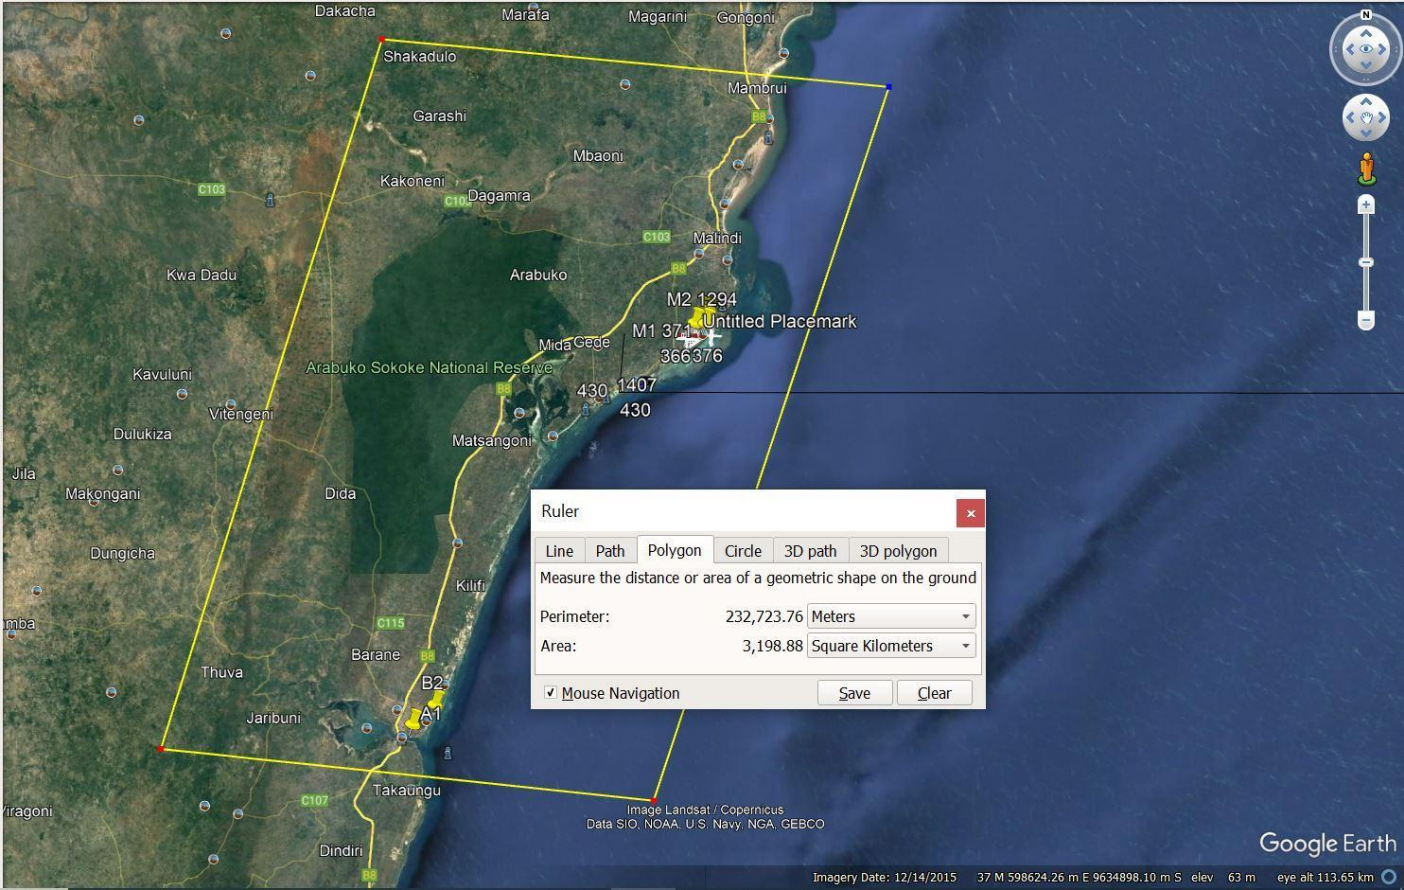 Dakacha
Marafa
Magarini
Gongoni
N
Shakadulo
Mambrui
Garashi
B8
Mbaoni
Kakoneni
C103
C103
Dagamra
C103
Malindi
Kwa Dadu
Arabuko
B8
M2 1294
Untitled Placemark
M1 371
Mida
Gede
366
376
Arabuko Sokoke National Reserve
Kavuluni
B8
430
1407
430
Vitengeni
Dulukiza
Matsangoni
Jila
Makongani
Dida
Dungicha
Kilifi
Ruler
Line Path Polygon Circle 3D path 3D polygon
Measure the distance or area of a geometric shape on the ground
Perimeter: 232,723.76 Meters
Area: 3,198.88 Square Kilometers
Mouse Navigation Save Clear
mba
C115
Barane
B8
Thuva
B2
A1
Jaribuni
Takaungu
C107
iragoni
Dindiri
B8
Image Landsat / Copernicus
Data SIO, NOAA, U.S. Navy, NGA, GEBCO
Google Earth
Imagery Date: 12/14/2015 37 M 598624.26 m E 9634898.10 m S elev 63 m eye alt 113.65 km